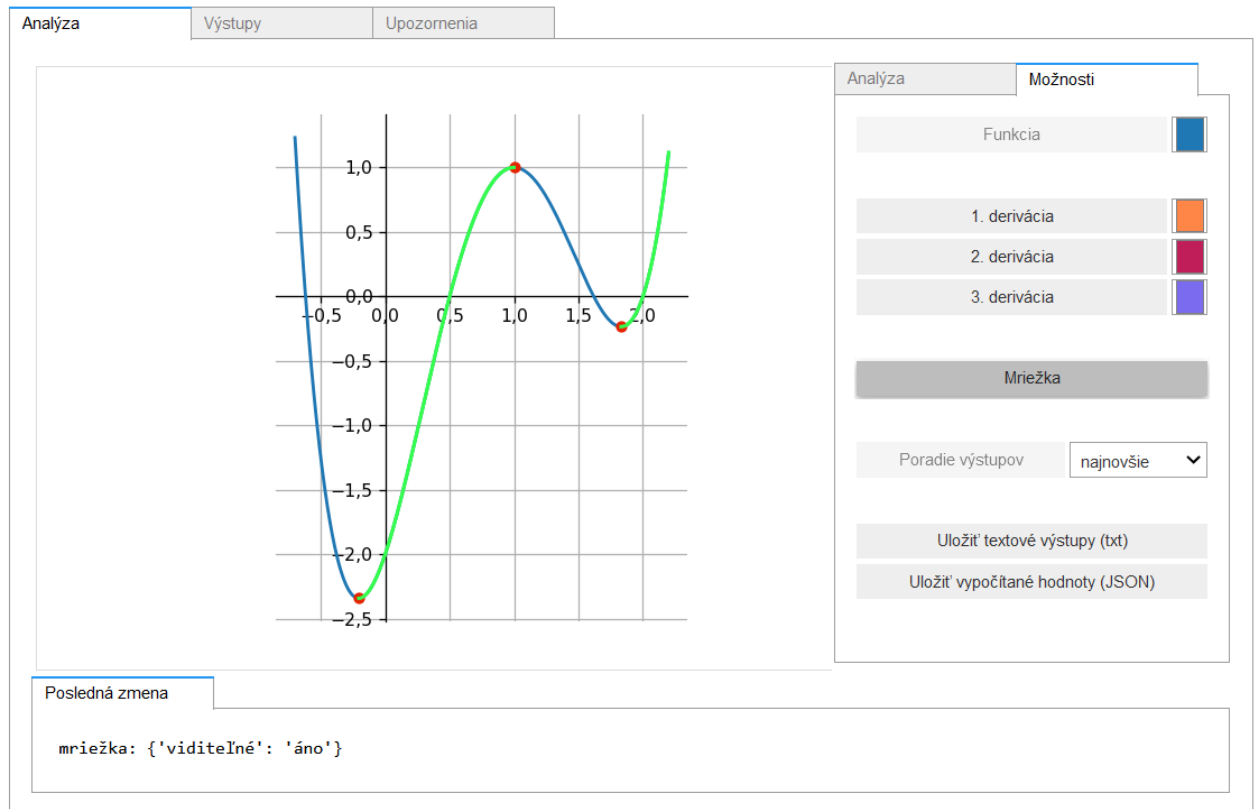 Analýza
Výstupy
Upozornenia
1,0
0,5
0,0
−0,5
0,0
0,5
1,0
1,5
2,0
−0,5
−1,0
−1,5
−2,0
−2,5
Analýza
Možnosti
Funkcia
1. derivácia
2. derivácia
3. derivácia
Mriežka
Poradie výstupov
najnovšie
Uložiť textové výstupy (txt)
Uložiť vypočítané hodnoty (JSON)
Posledná zmena
mriežka: {'viditeľné': 'áno'}